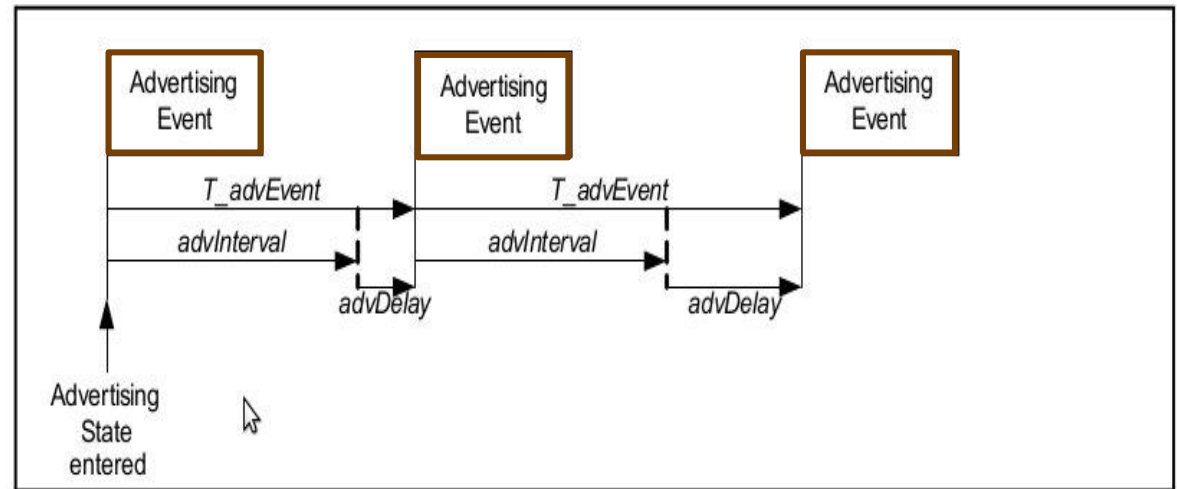 Advertising
Event
Advertising
Event
Advertising
Event
T_advEvent
T_advEvent
advInterval
advInterval
advDelay
advDelay
Advertising
State
entered